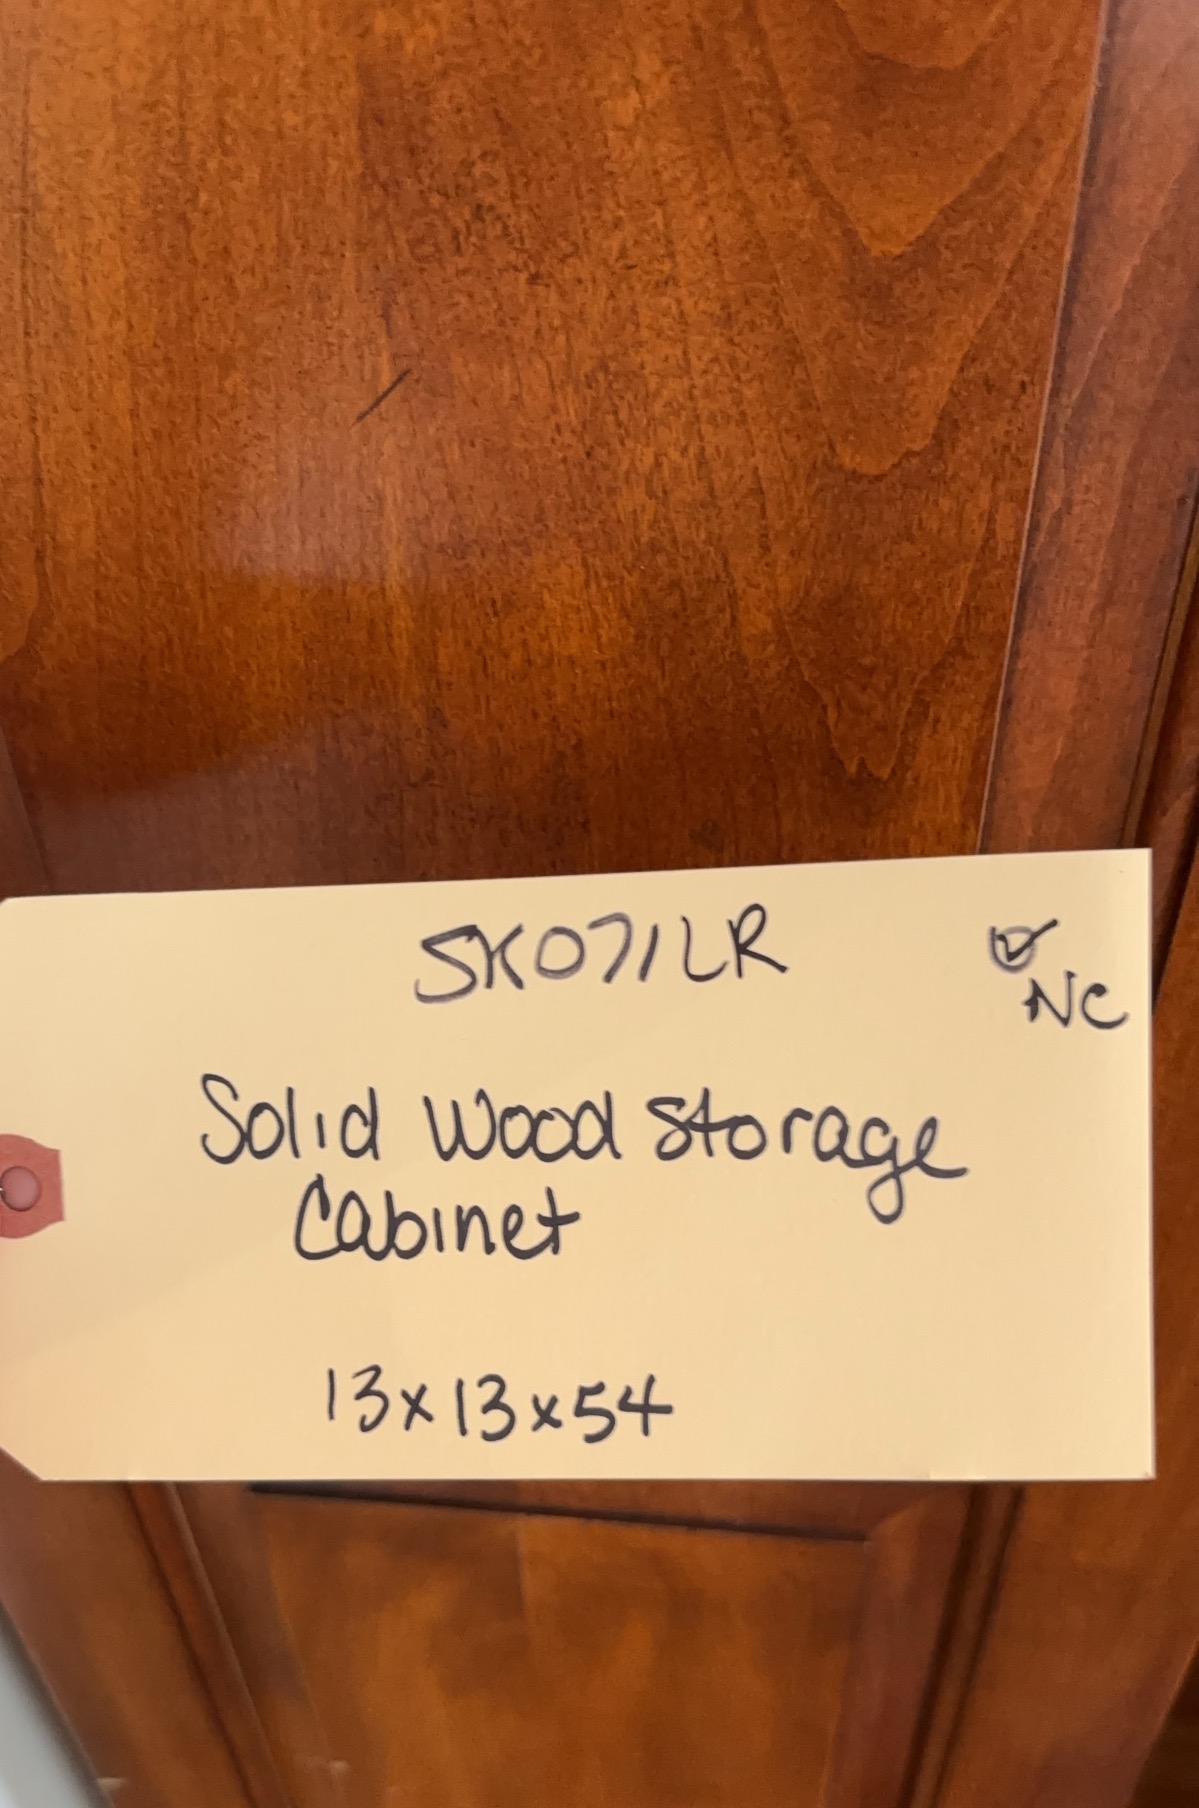 SK071LR
NC
Solid Wood Storage
Cabinet
13x13x54